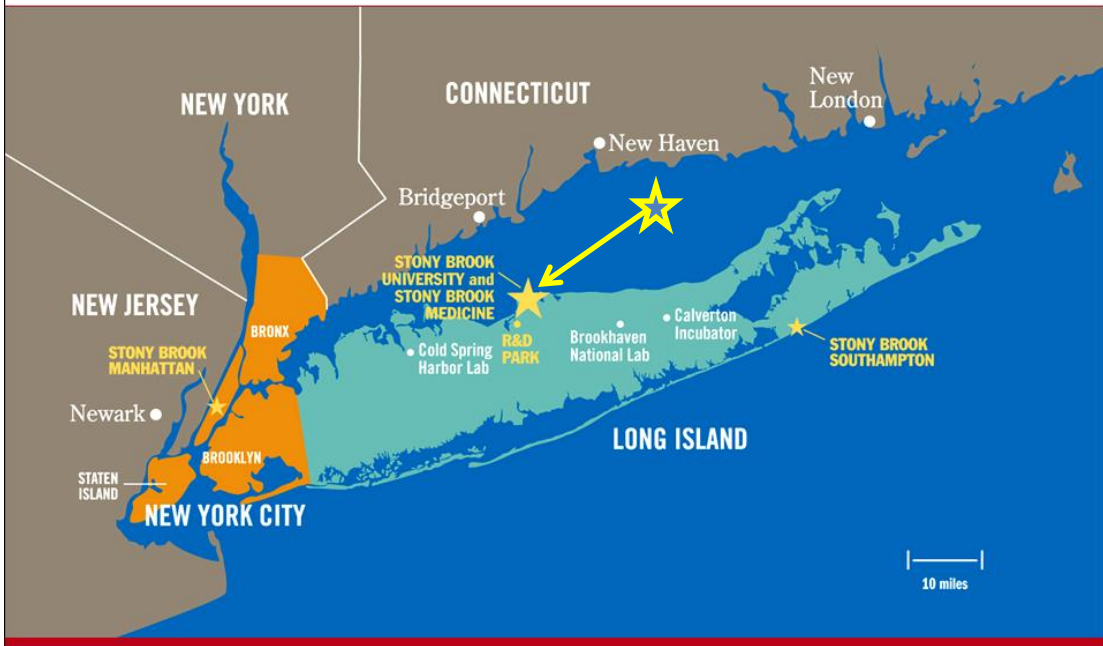 NEW YORK
CONNECTICUT
New
London
New Haven
Bridgeport
STONY BROOK
UNIVERSITY and
STONY BROOK
MEDICINE
NEW JERSEY
BRONX
STONY BROOK
MANHATTAN
Cold Spring
Harbor Lab
R&D
PARK
Brookhaven
National Lab
Calverton
Incubator
STONY BROOK
SOUTHAMPTON
Newark
BROOKLYN
LONG ISLAND
STATEN
ISLAND
NEW YORK CITY
10 miles